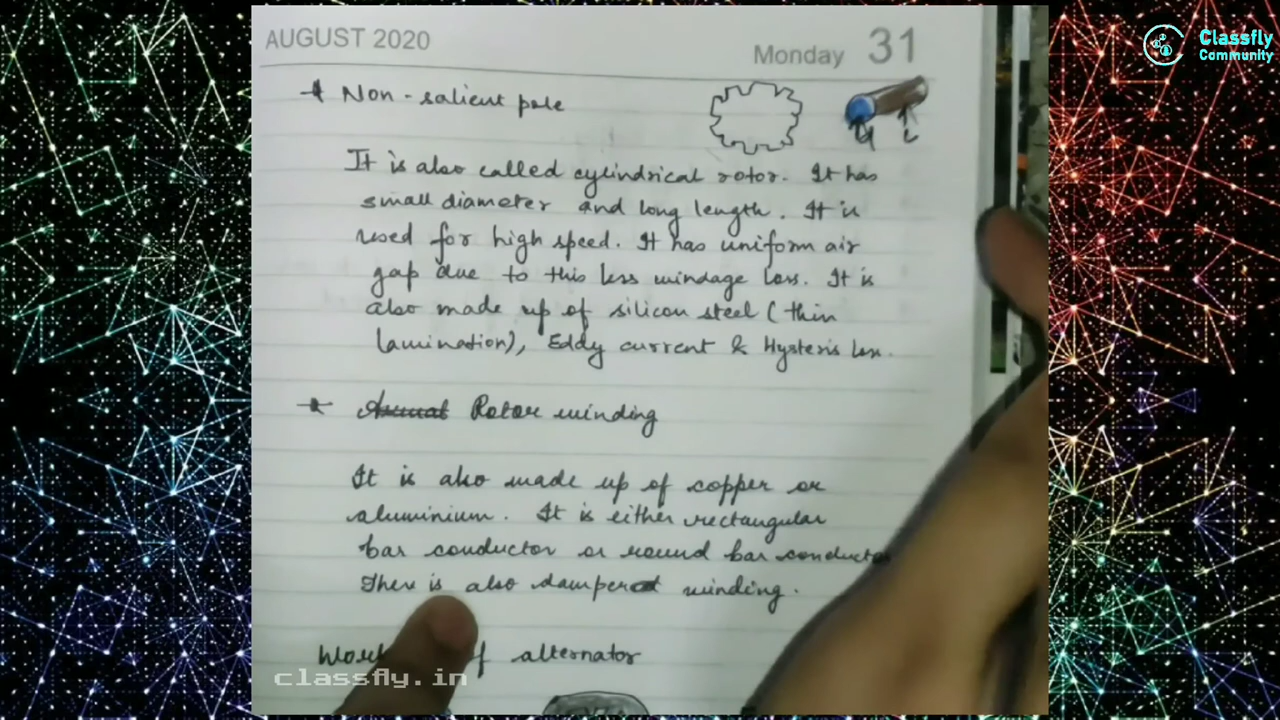 AUGUST 2020
Monday 31
Classfly
Community
* Non-salient pole
It is also called cylindrical rotor. It has
small diameter and long length. It is
used for high speed. It has uniform air
gap due to this less windage loss. It is
also made up of silicon steel (thin
lamination), Eddy current & Hysteris loss.
* Rotor winding
It is also made up of copper or
aluminium. It is either rectangular
bar conductor or round bar conductor
There is also damper winding.
of alternator
classfly.in